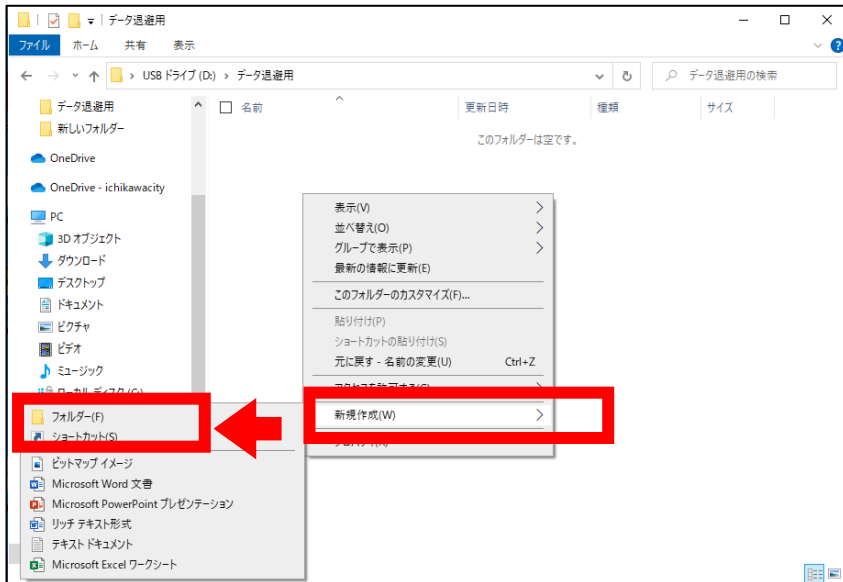 データ退避用
ファイル ホーム 共有 表示
USB ドライブ (D:) › データ退避用
データ退避用の検索
データ退避用
新しいフォルダー
OneDrive
OneDrive - ichikawacity
PC
3D オブジェクト
ダウンロード
デスクトップ
ドキュメント
ピクチャ
ビデオ
ミュージック
名前 更新日時 種類 サイズ
このフォルダーは空です。
表示(V)
並べ替え(O)
グループで表示(P)
最新の情報に更新(E)
このフォルダーのカスタマイズ(F)...
貼り付け(P)
ショートカットの貼り付け(S)
元に戻す - 名前の変更(U) Ctrl+Z
新規作成(W)
フォルダー(F)
ショートカット(S)
ビットマップ イメージ
Microsoft Word 文書
Microsoft PowerPoint プレゼンテーション
リッチ テキスト形式
テキスト ドキュメント
Microsoft Excel ワークシート